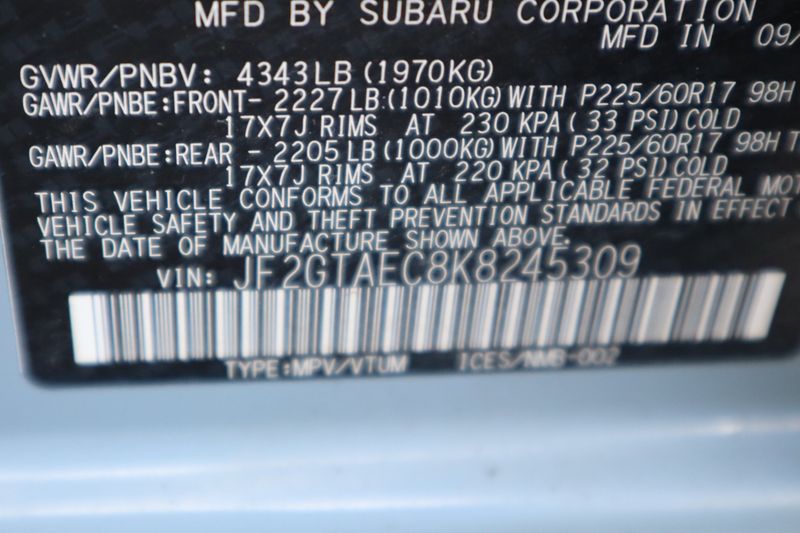 MFD BY SUBARU CORPORATION
MFD IN 09/
GVWR/PNBV: 4343LB (1970KG)
GAWR/PNBE:FRONT- 2227LB(1010KG)WITH P225/60R17 98H
17X7J RIMS AT 230 KPA(33 PSI)COLD
GAWR/PNBE:REAR - 2205LB(1000KG)WITH P225/60R17 98H T
17X7J RIMS AT 220 KPA(32 PSI)COLD
THIS VEHICLE CONFORMS TO ALL APPLICABLE FEDERAL MOT
VEHICLE SAFETY AND THEFT PREVENTION STANDARDS IN EFFECT
THE DATE OF MANUFACTURE SHOWN ABOVE.
VIN: JF2GTAEC8K8245309
TYPE:MPV/VTUM ICES/NMB-002